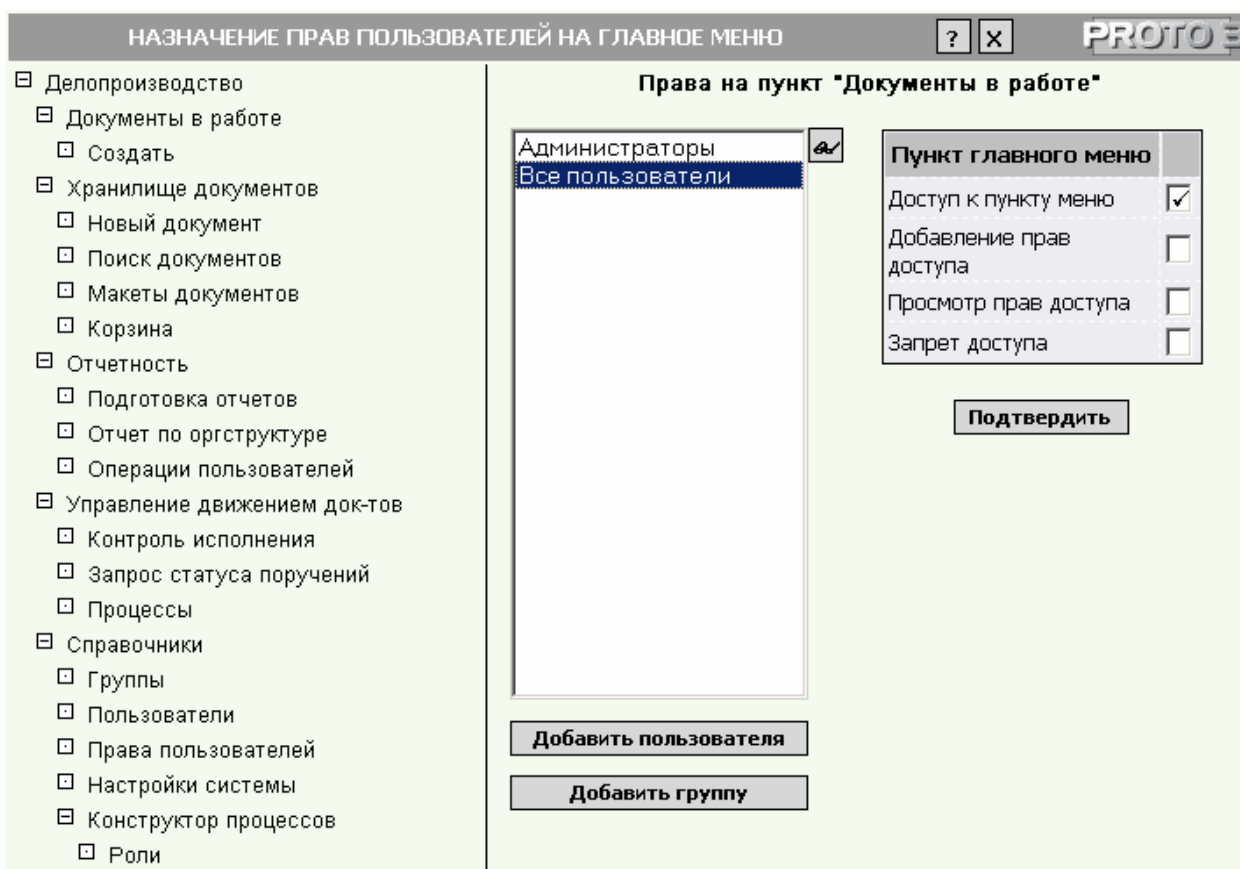 НАЗНАЧЕНИЕ ПРАВ ПОЛЬЗОВАТЕЛЕЙ НА ГЛАВНОЕ МЕНЮ
? X
PROTO
Делопроизводство
Документы в работе
Создать
Хранилище документов
Новый документ
Поиск документов
Макеты документов
Корзина
Отчетность
Подготовка отчетов
Отчет по оргструктуре
Операции пользователей
Управление движением док-тов
Контроль исполнения
Запрос статуса поручений
Процессы
Справочники
Группы
Пользователи
Права пользователей
Настройки системы
Конструктор процессов
Роли
Права на пункт "Документы в работе"
Администраторы
Все пользователи
Добавить пользователя
Добавить группу
Пункт главного меню
Доступ к пункту меню
Добавление прав
доступа
Просмотр прав доступа
Запрет доступа
Подтвердить